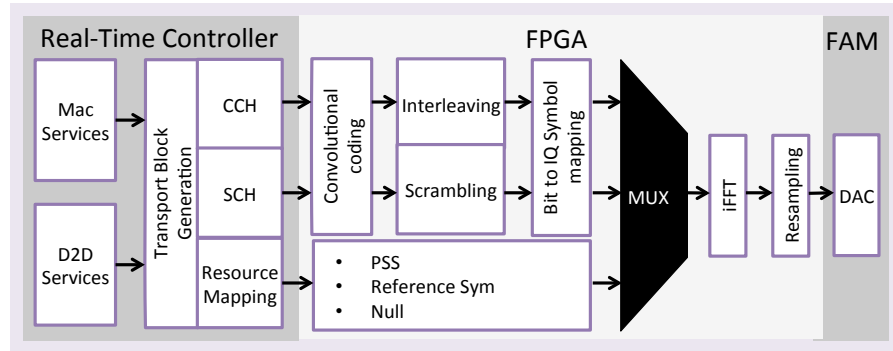 Real-Time Controller
FPGA
FAM
Mac
Services
D2D
Services
Transport Block
Generation
CCH
SCH
Resource
Mapping
Convolutional
coding
Interleaving
Scrambling
Bit to IQ Symbol
mapping
• PSS
• Reference Sym
• Null
MUX
iFFT
Resampling
DAC